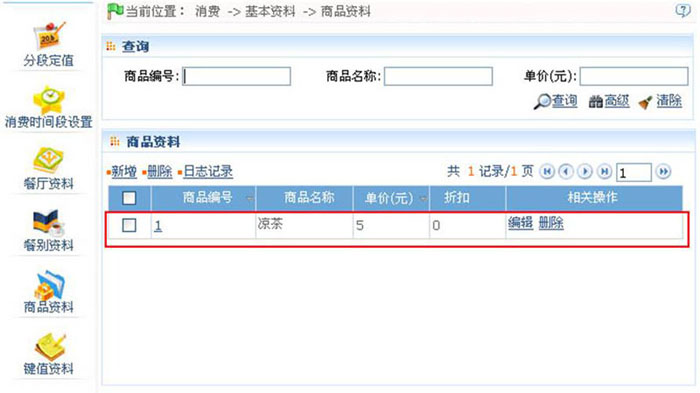 当前位置： 消费 -> 基本资料 -> 商品资料
分段定值
消费时间段设置
餐厅资料
餐别资料
商品资料
键值资料
查询
商品编号: 商品名称: 单价(元):
查询 高级 清除
商品资料
新增 删除 日志记录 共 1 记录/1 页 1
商品编号 商品名称 单价(元) 折扣 相关操作
1 凉茶 5 0 编辑 删除